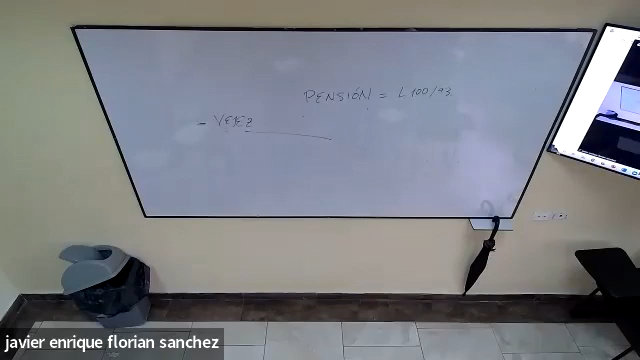 PENSIÓN = L 100/93
- VEJEZ
javier enrique florian sanchez